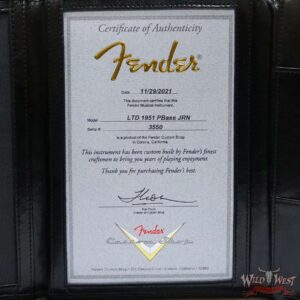 Certificate of Authenticity
Fender
Date 11/29/2021
This document certifies that this
Fender Musical Instrument,
Model LTD 1951 PBass JRN
Serial # 3550
is a product of the Fender Custom Shop
in Corona, California.
This instrument has been custom built by Fender's finest
craftsmen to bring you years of playing enjoyment.
Thank you for purchasing Fender's best.
Fender
Custom Shop
WILD WEST